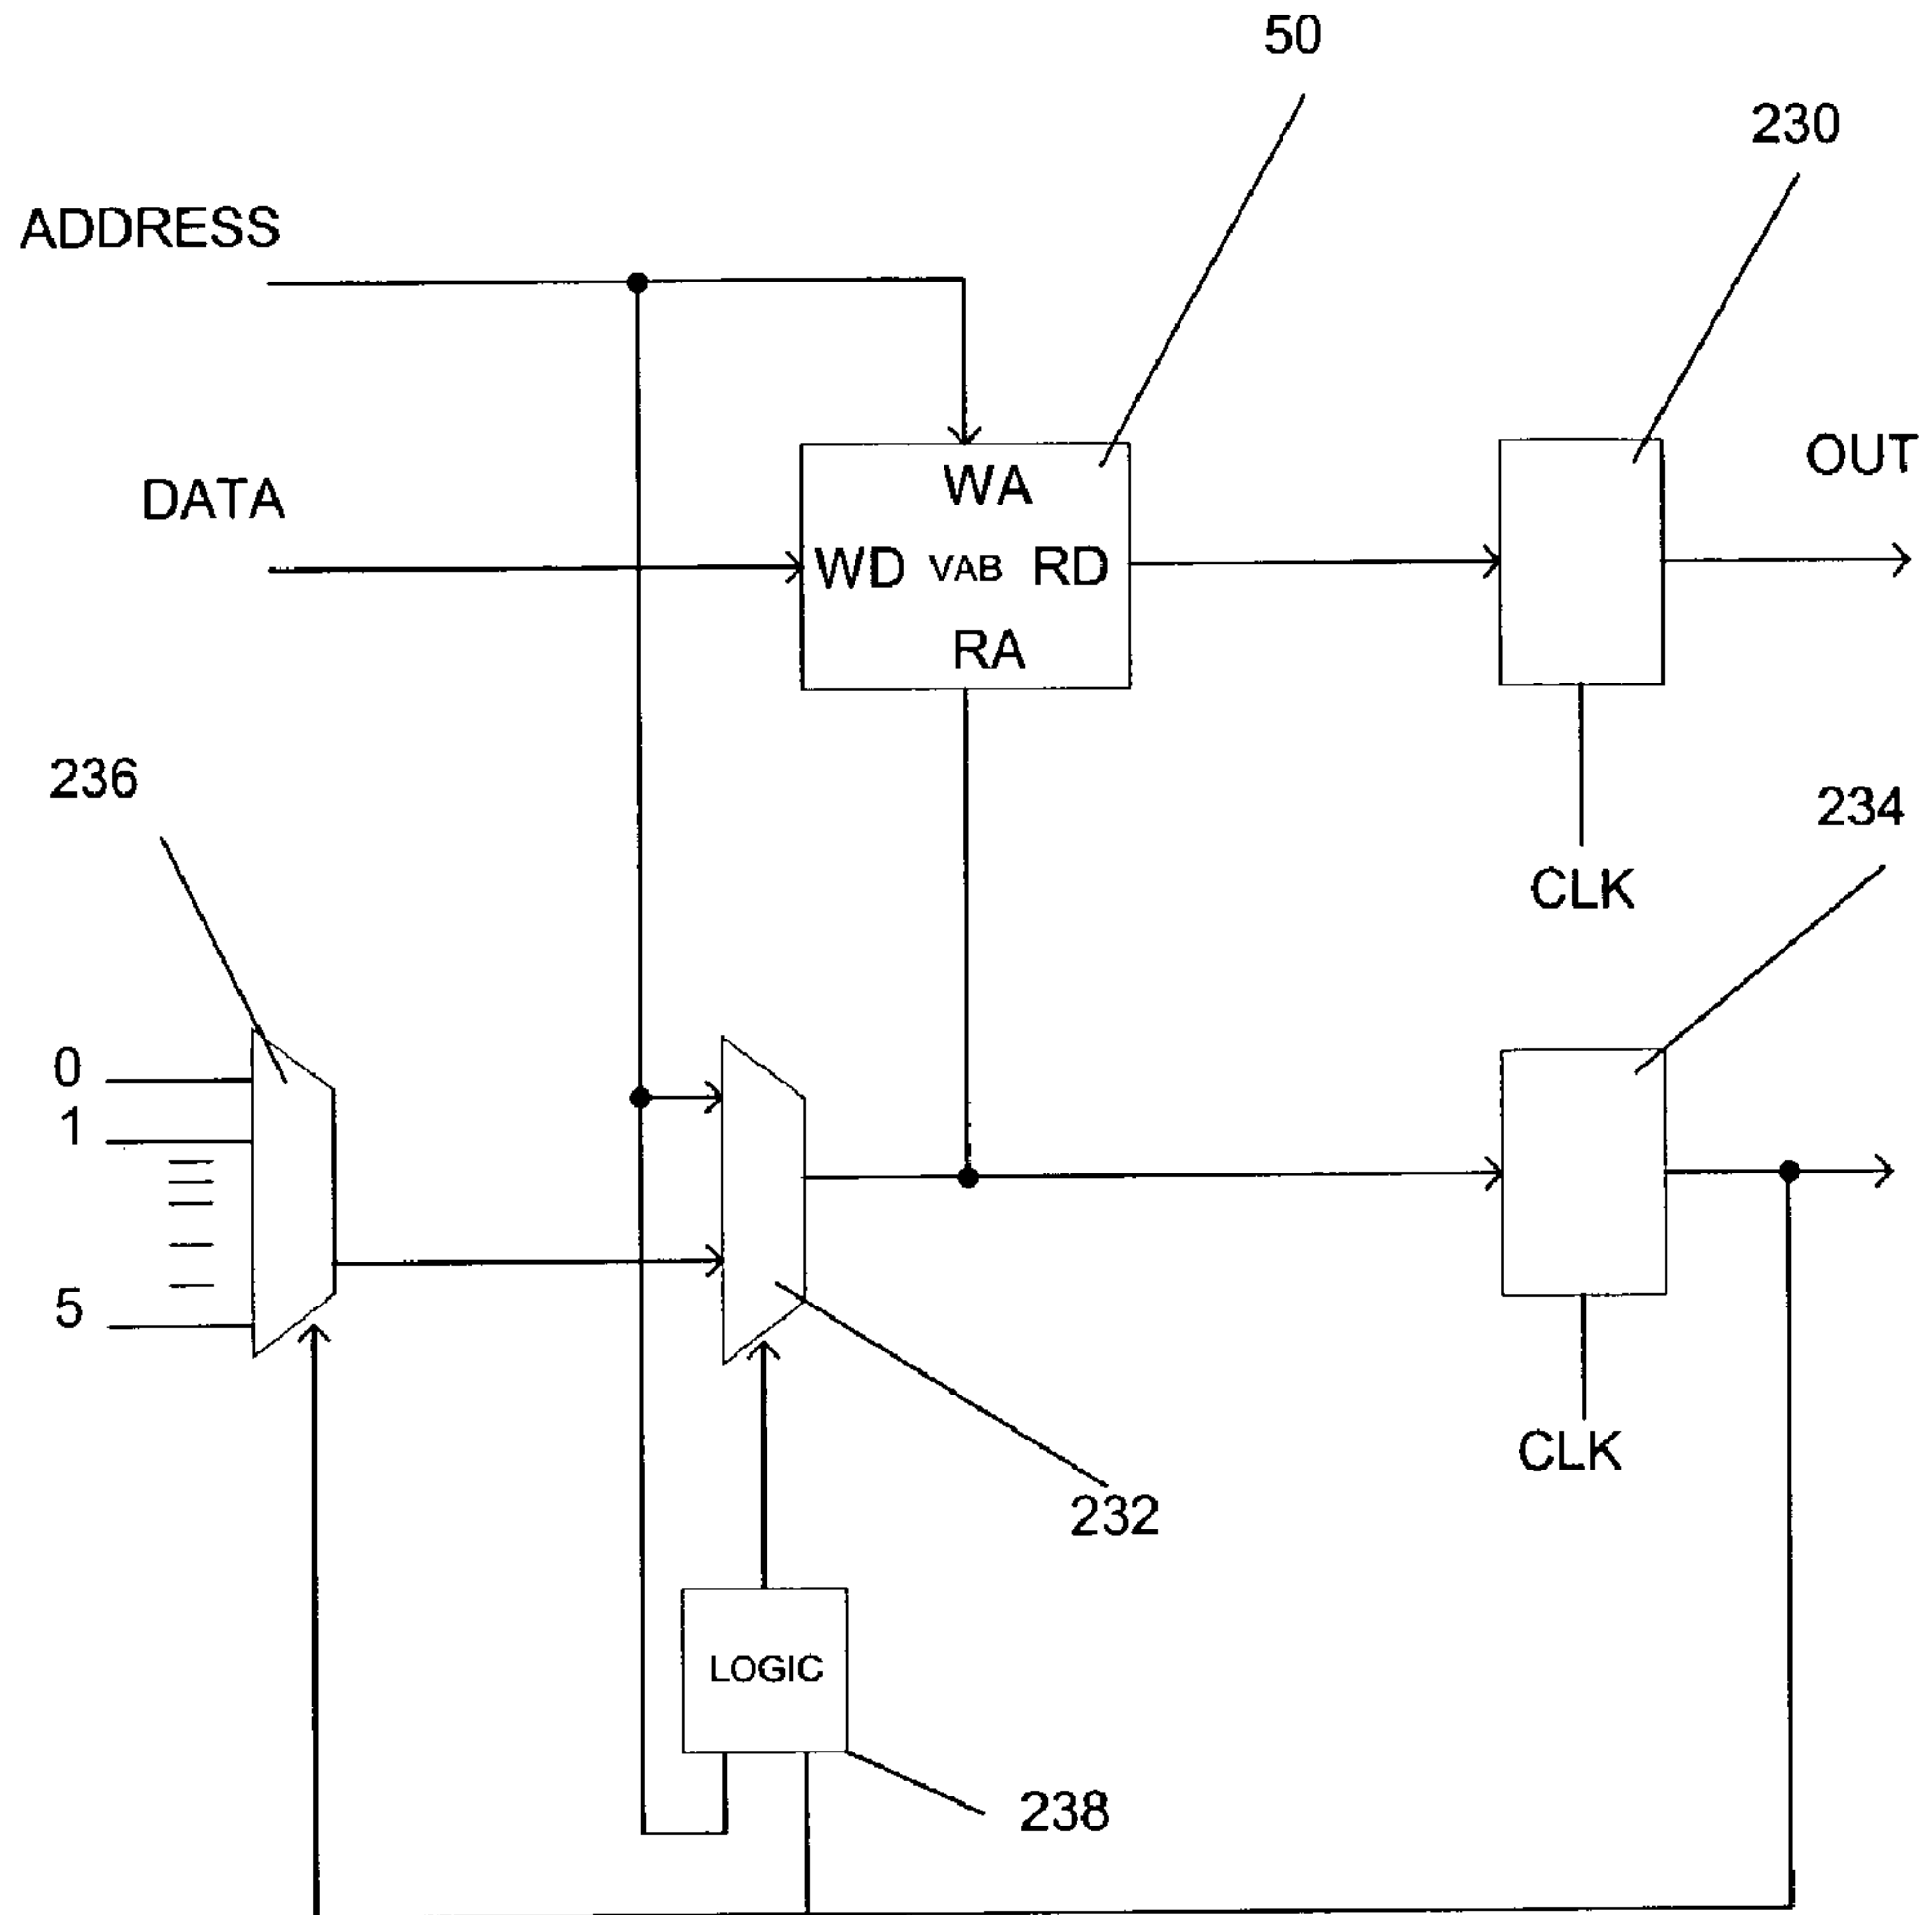 50
230
ADDRESS
OUT
DATA
WA
WD VAB RD
RA
236
234
CLK
0
1
5
CLK
232
LOGIC
238